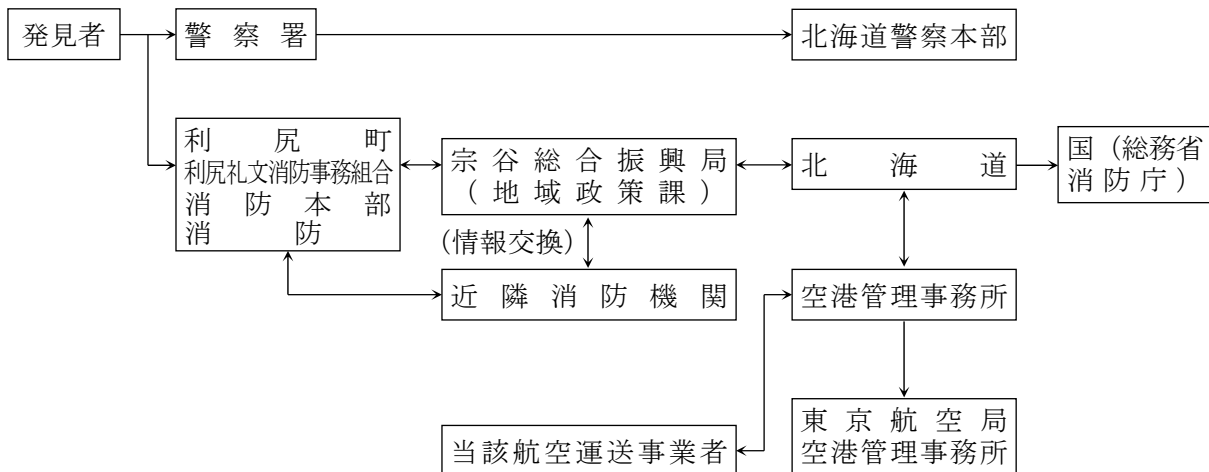 発見者
警察署
北海道警察本部
利尻町
利尻礼文消防事務組合
消防本部
消防
宗谷総合振興局
(地域政策課)
北海道
国(総務省
消防庁)
(情報交換)
近隣消防機関
空港管理事務所
当該航空運送事業者
東京航空局
空港管理事務所